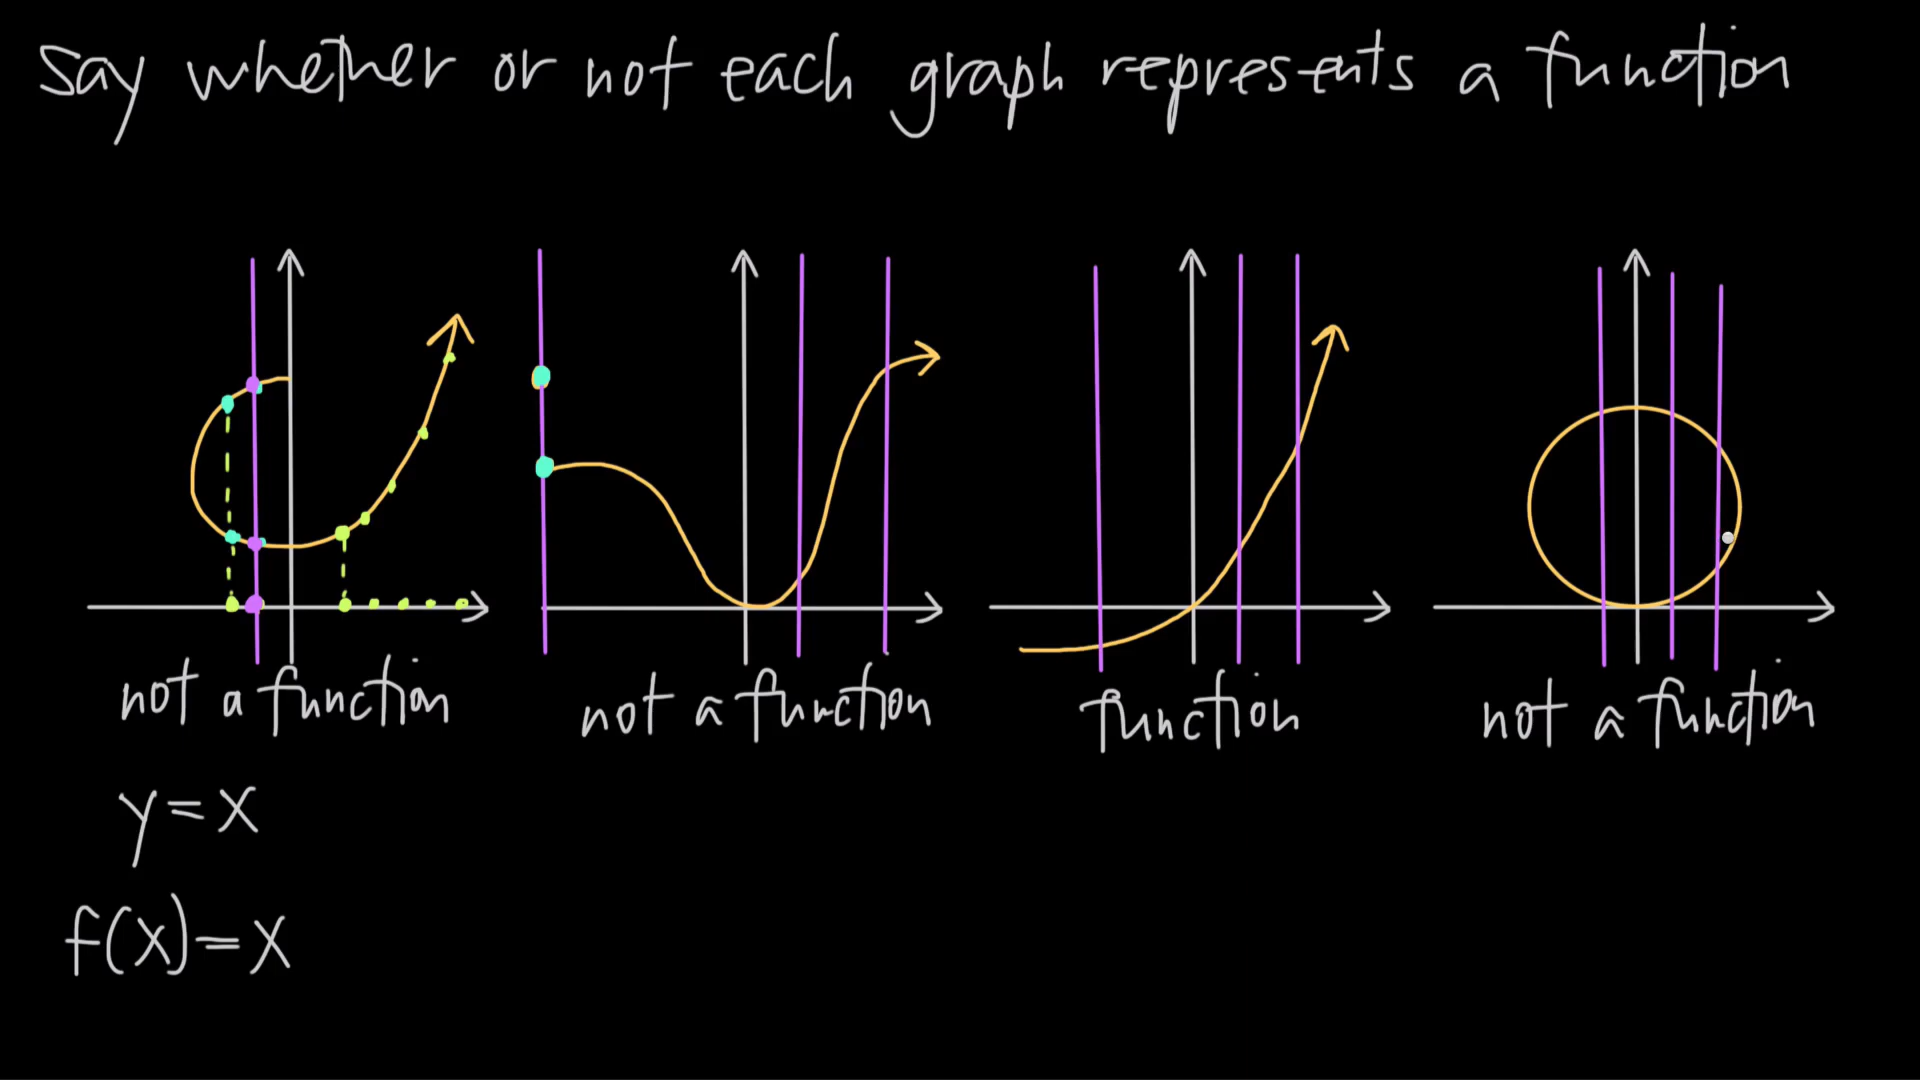 Say whether or not each graph represents a function
not a function
not a function
function
not a function
y=x
f(x)=x